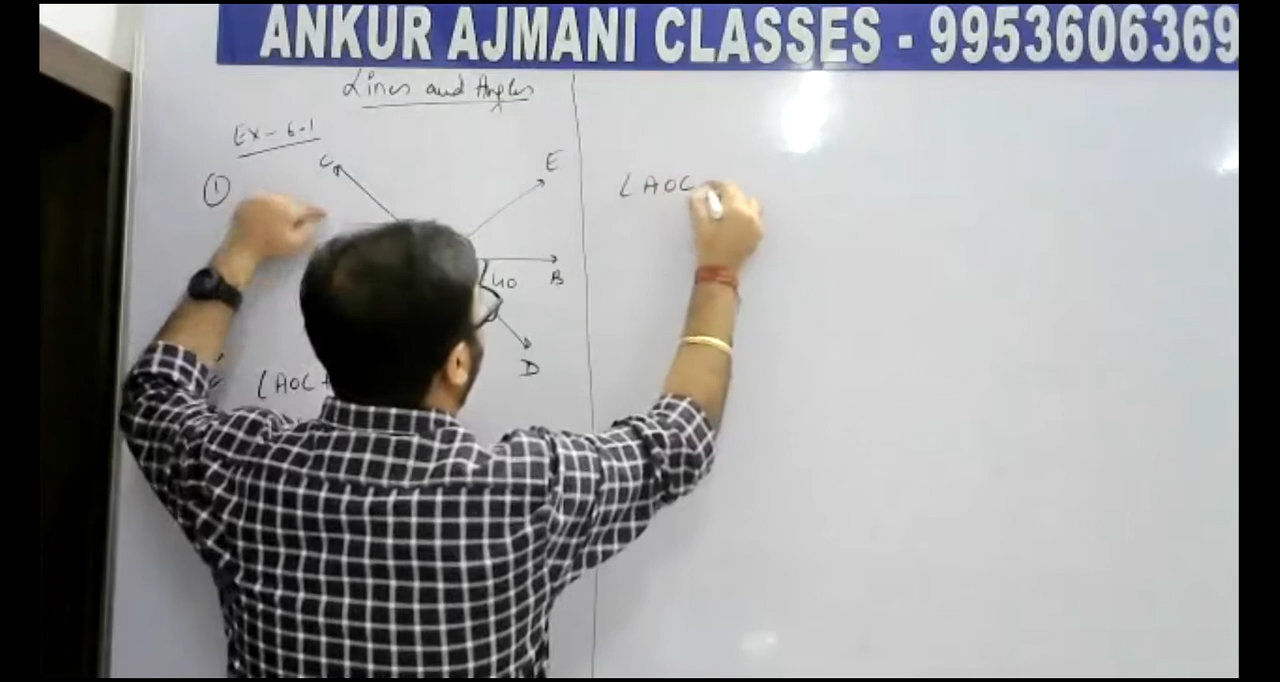 ANKUR AJMANI CLASSES - 9953606369
Lines and Angles
Ex - 6.1
①
C
E
B
40
D
∠AOC
∠AOC +